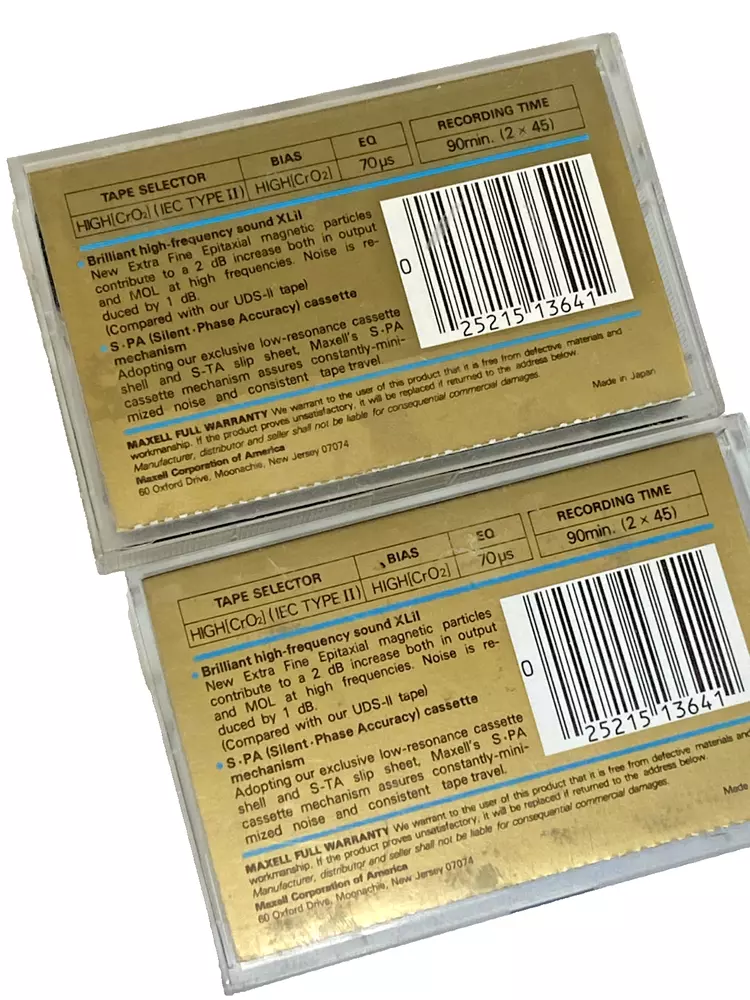 TAPE SELECTOR BIAS EQ RECORDING TIME
HIGH[CrO₂] (IEC TYPE II) HIGH[CrO₂] 70μs 90min. (2 × 45)
• Brilliant high-frequency sound XLII
New Extra Fine Epitaxial magnetic particles
contribute to a 2 dB increase both in output
and MOL at high frequencies. Noise is re-
duced by 1 dB.
(Compared with our UDS-II tape)
• S·PA (Silent·Phase Accuracy) cassette
mechanism
Adopting our exclusive low-resonance cassette
shell and S-TA slip sheet, Maxell's S·PA
cassette mechanism assures constantly-mini-
mized noise and consistent tape travel.
0 25215 13641
MAXELL FULL WARRANTY We warrant to the user of this product that it is free from defective materials and
workmanship. If the product proves unsatisfactory, it will be replaced if returned to the address below.
Manufacturer, distributor and seller shall not be liable for consequential commercial damages.
Maxell Corporation of America
60 Oxford Drive, Moonachie, New Jersey 07074
Made in Japan
TAPE SELECTOR BIAS EQ RECORDING TIME
HIGH[CrO₂] (IEC TYPE II) HIGH[CrO₂] 70μs 90min. (2 × 45)
• Brilliant high-frequency sound XLII
New Extra Fine Epitaxial magnetic particles
contribute to a 2 dB increase both in output
and MOL at high frequencies. Noise is re-
duced by 1 dB.
(Compared with our UDS-II tape)
• S·PA (Silent·Phase Accuracy) cassette
mechanism
Adopting our exclusive low-resonance cassette
shell and S-TA slip sheet, Maxell's S·PA
cassette mechanism assures constantly-mini-
mized noise and consistent tape travel.
0 25215 13641
MAXELL FULL WARRANTY We warrant to the user of this product that it is free from defective materials and
workmanship. If the product proves unsatisfactory, it will be replaced if returned to the address below.
Manufacturer, distributor and seller shall not be liable for consequential commercial damages.
Maxell Corporation of America
60 Oxford Drive, Moonachie, New Jersey 07074
Made